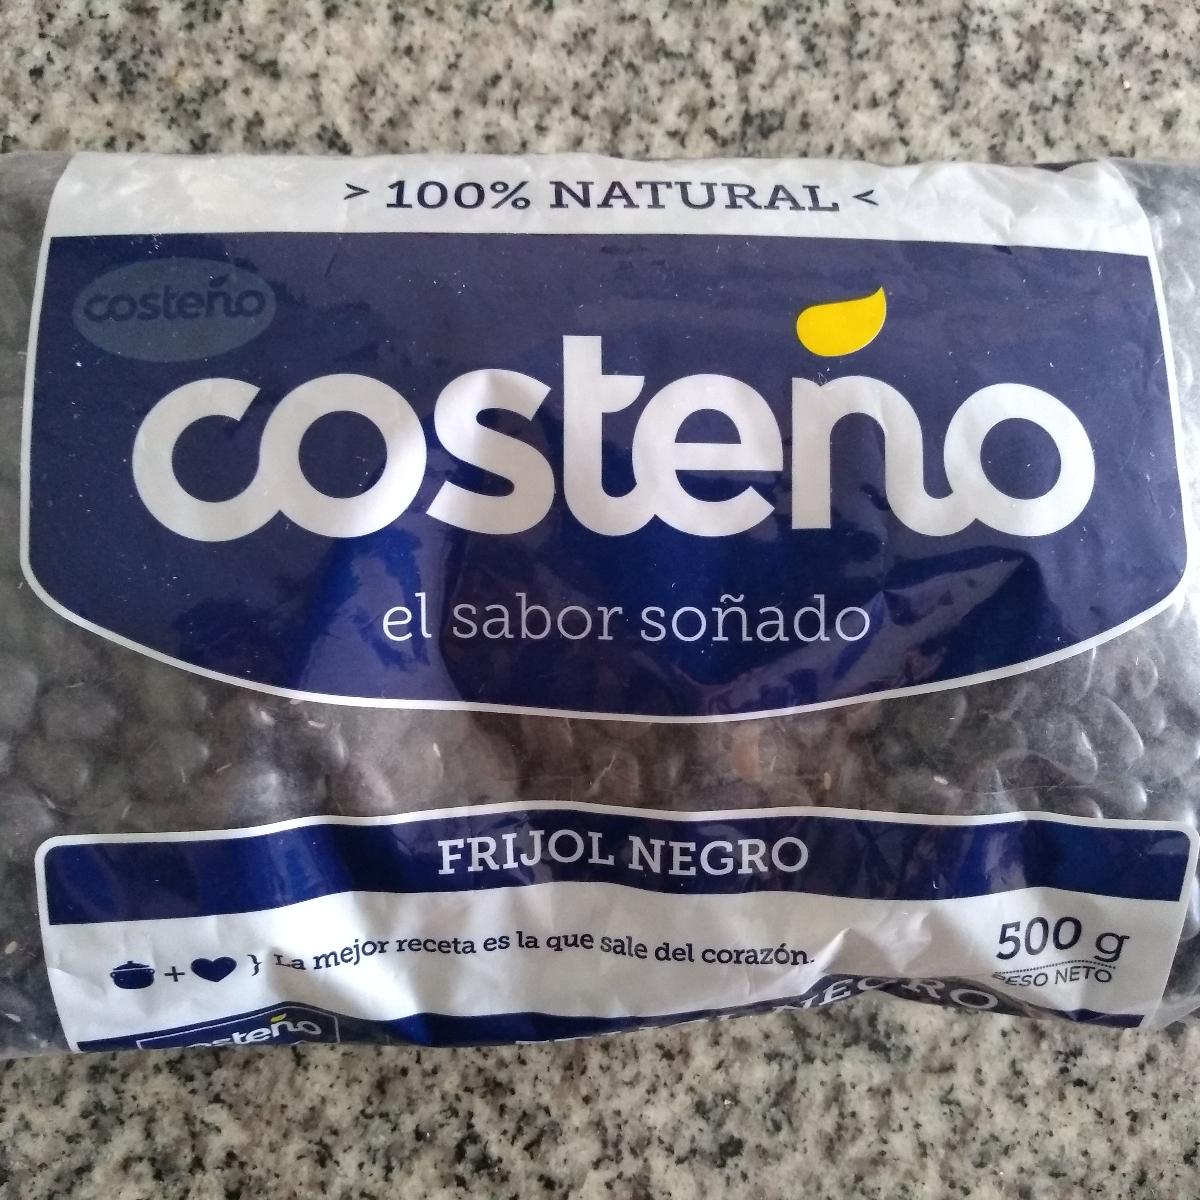 > 100% NATURAL <
costeño
costeño
el sabor soñado
FRIJOL NEGRO
} La mejor receta es la que sale del corazón.
500 g
PESO NETO
NEGRO
costeño